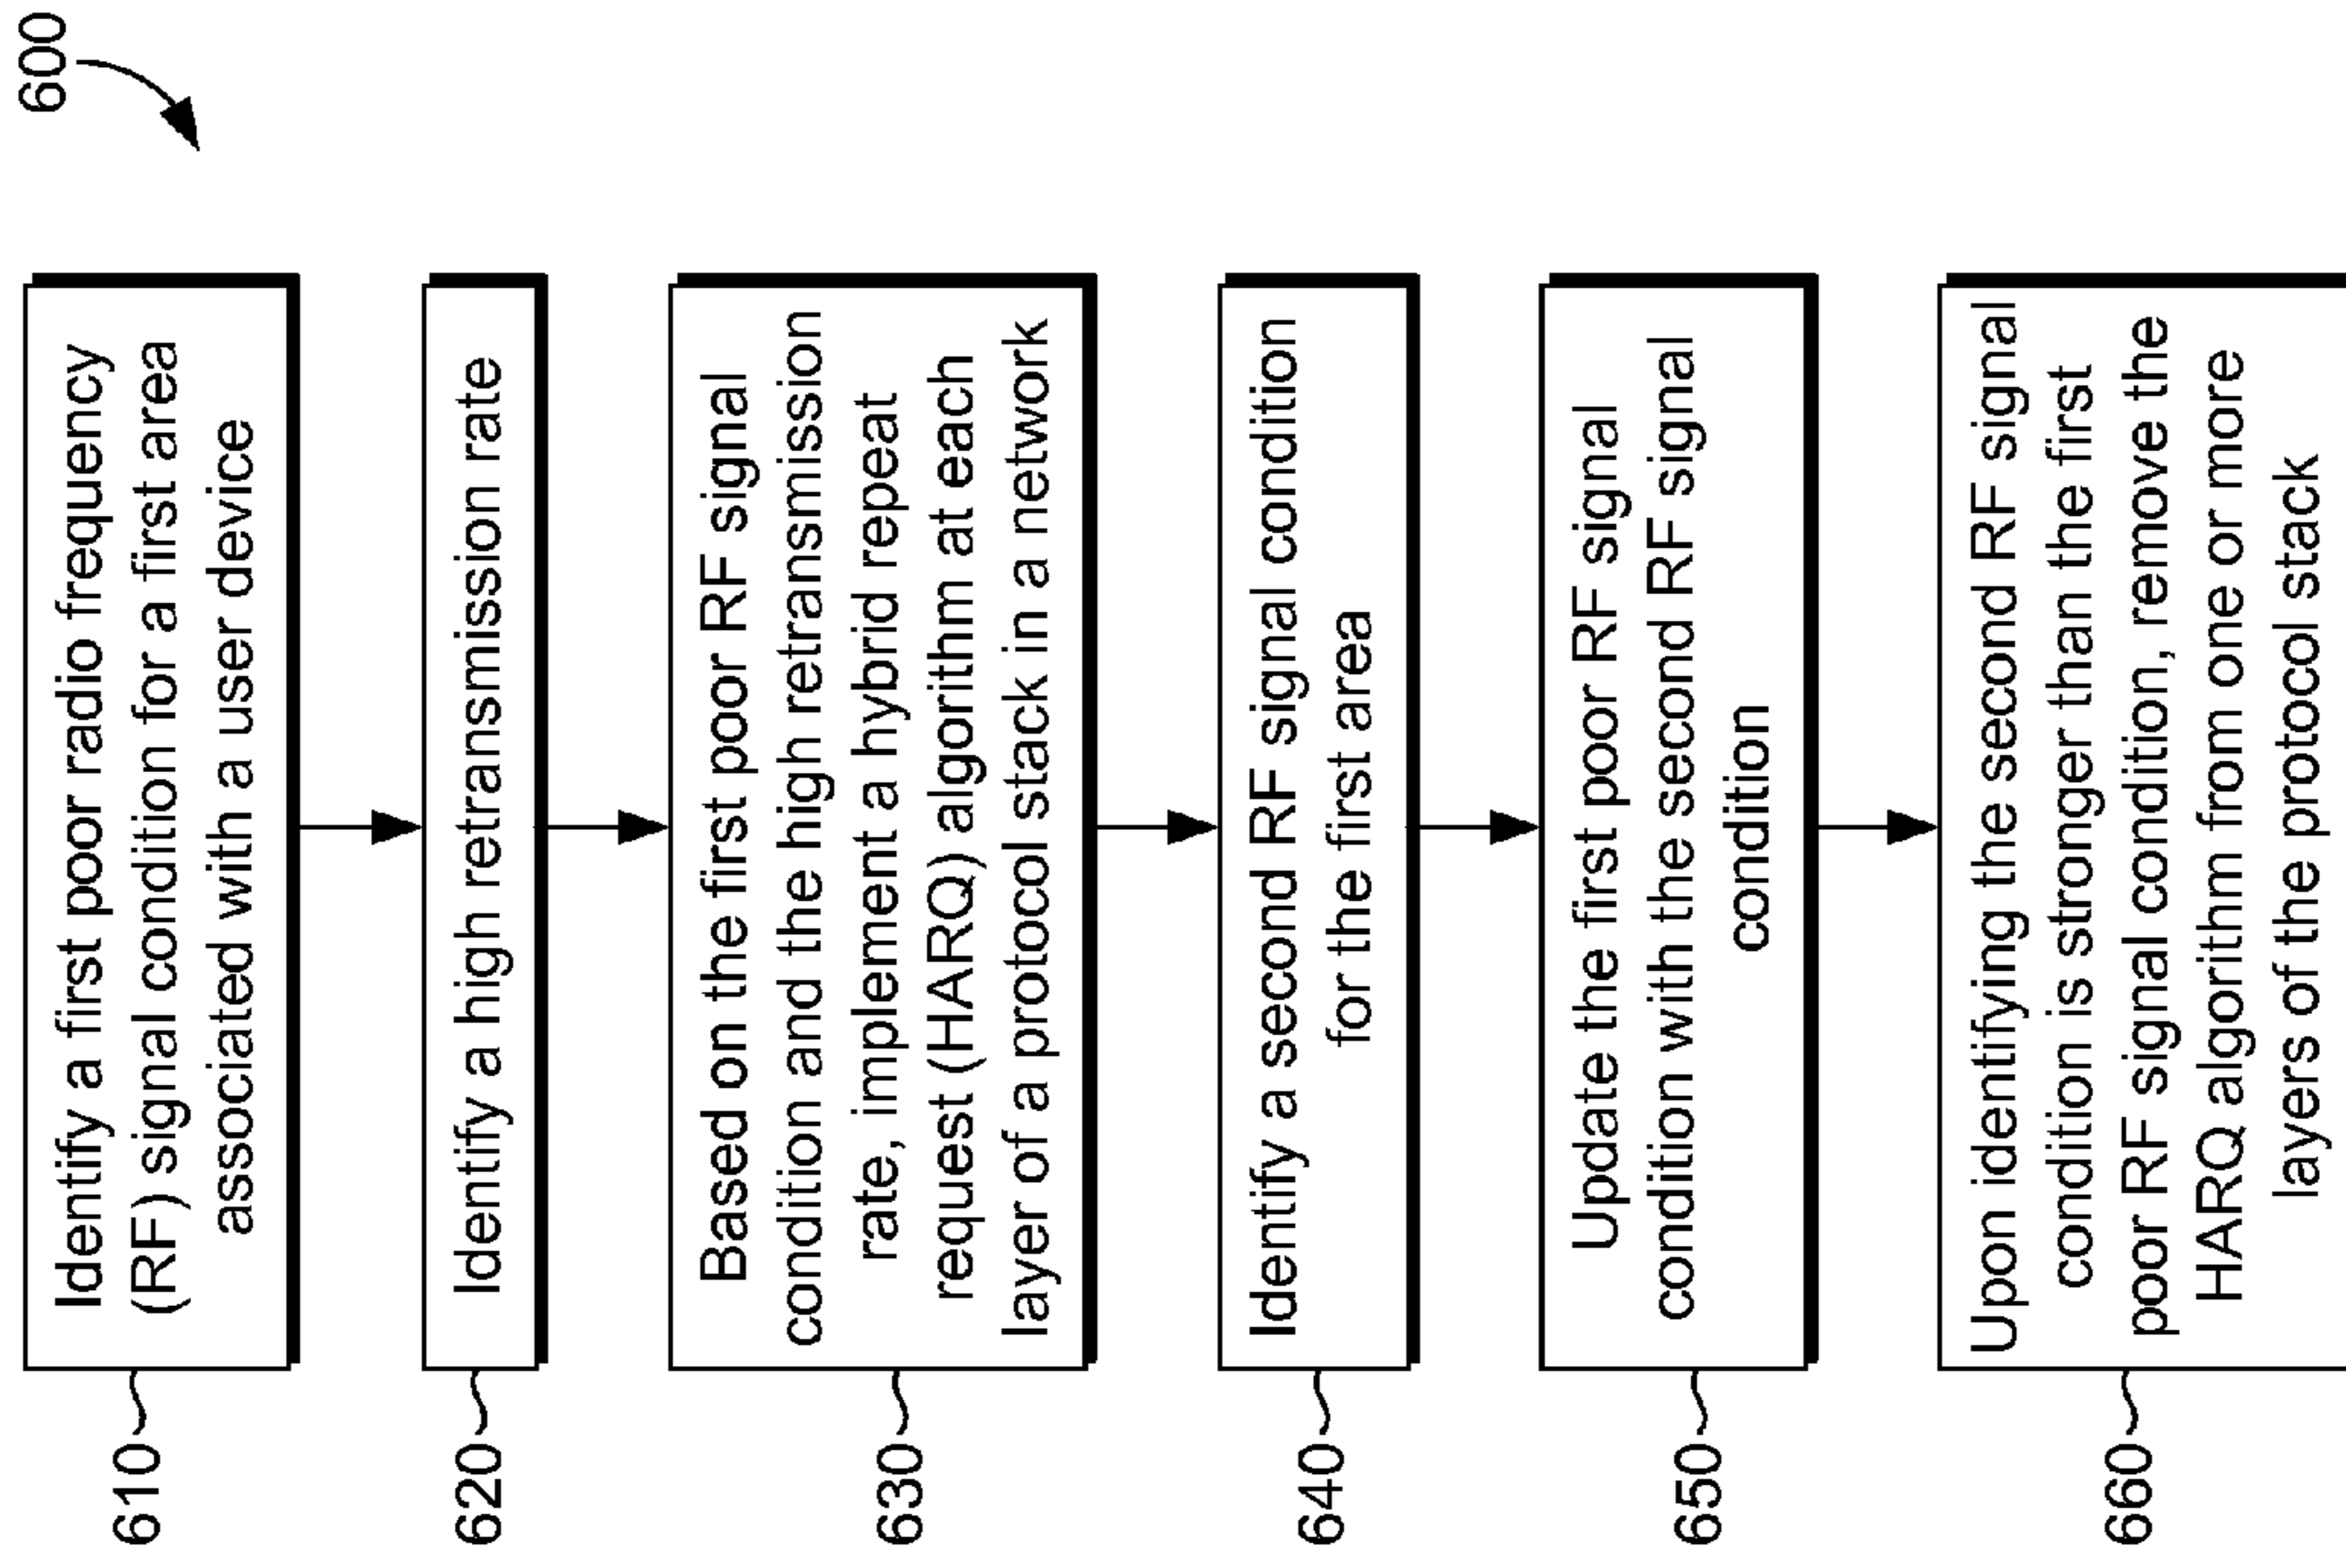 600
610
Identify a first poor radio frequency
(RF) signal condition for a first area
associated with a user device
620
Identify a high retransmission rate
630
Based on the first poor RF signal
condition and the high retransmission
rate, implement a hybrid repeat
request (HARQ) algorithm at each
layer of a protocol stack in a network
640
Identify a second RF signal condition
for the first area
650
Update the first poor RF signal
condition with the second RF signal
condition
660
Upon identifying the second RF signal
condition is stronger than the first
poor RF signal condition, remove the
HARQ algorithm from one or more
layers of the protocol stack